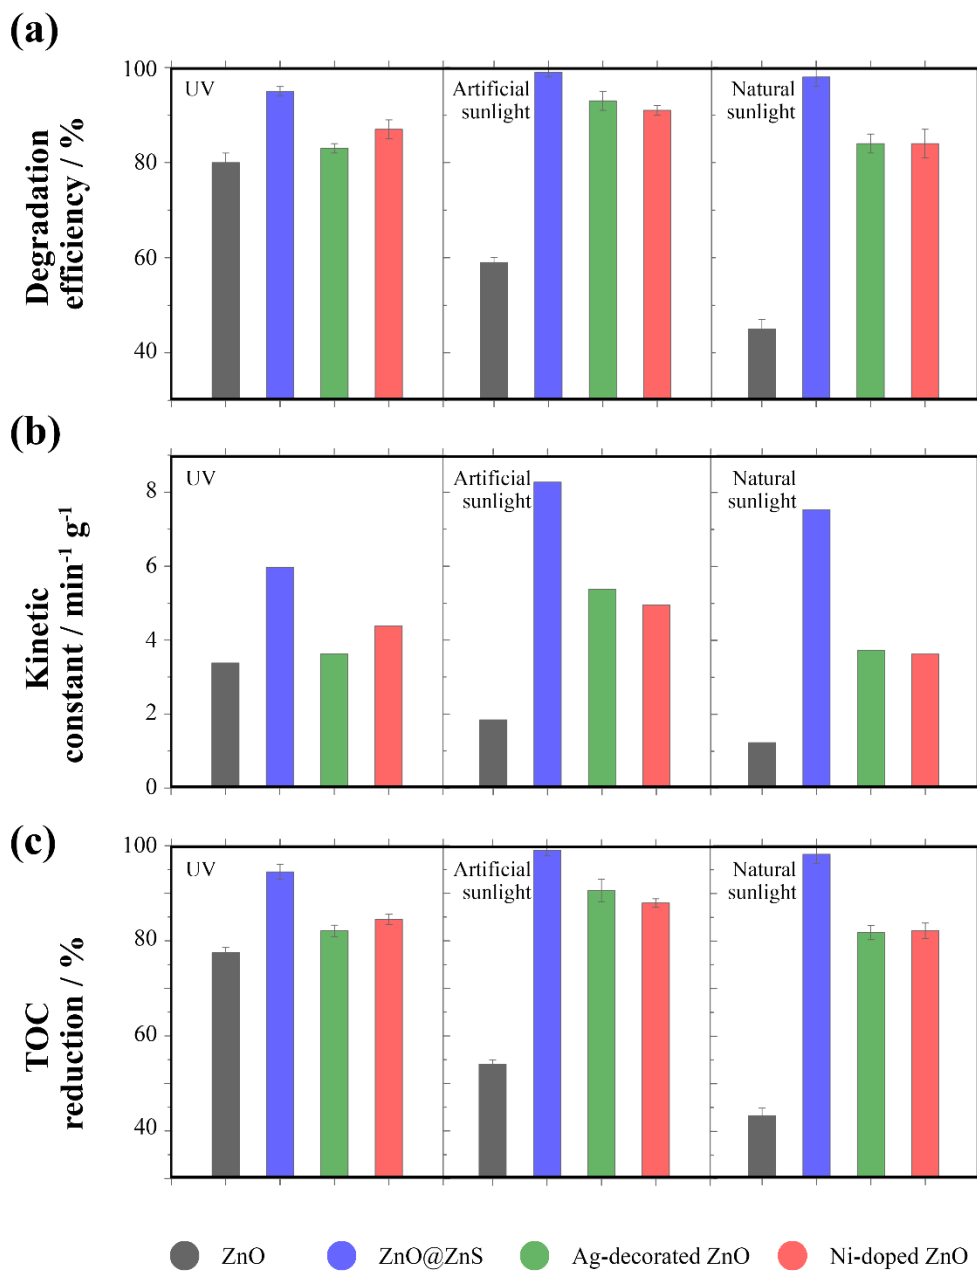 (a)
Degradation
efficiency / %
100
80
60
40
UV
Artificial
sunlight
Natural
sunlight
(b)
Kinetic
constant / min⁻¹ g⁻¹
8
6
4
2
0
UV
Artificial
sunlight
Natural
sunlight
(c)
TOC
reduction / %
100
80
60
40
UV
Artificial
sunlight
Natural
sunlight
ZnO
ZnO@ZnS
Ag-decorated ZnO
Ni-doped ZnO